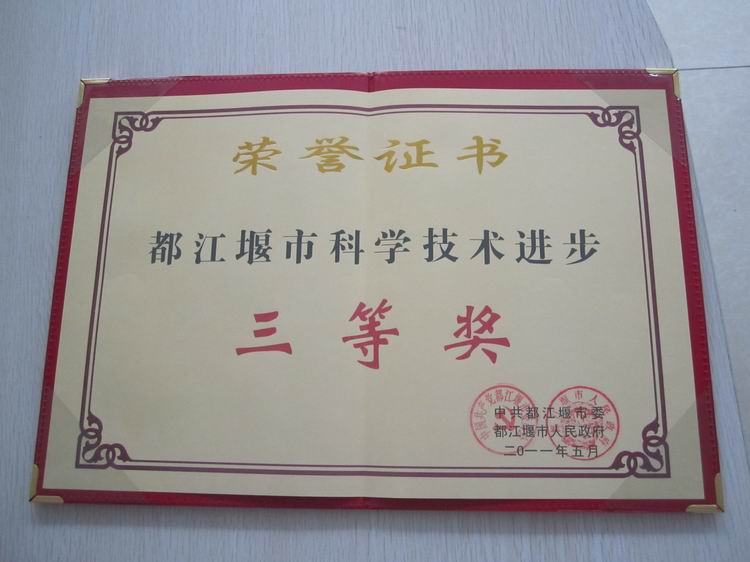 荣誉证书
都江堰市科学技术进步
三等奖
中共都江堰市委
都江堰市人民政府
二0一一年五月